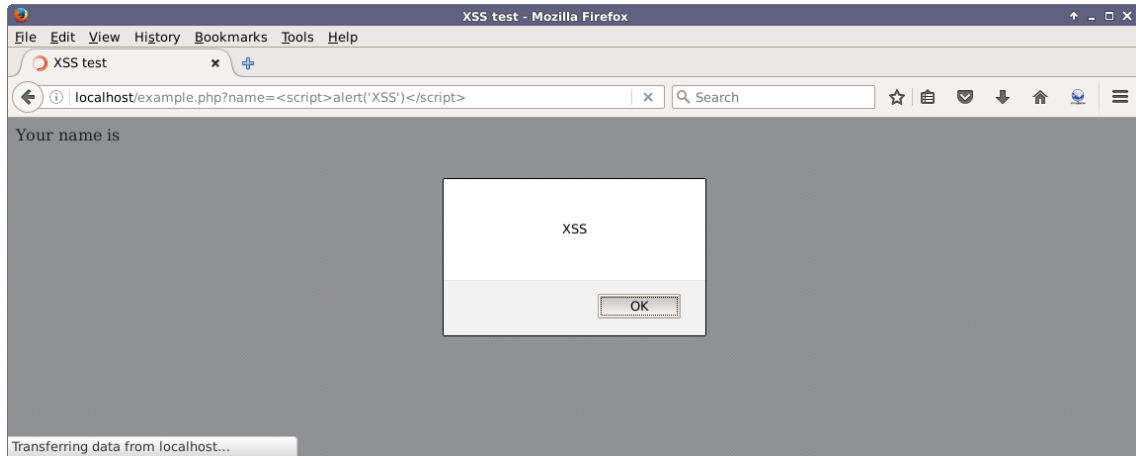 XSS test - Mozilla Firefox
File Edit View History Bookmarks Tools Help
XSS test
localhost/example.php?name=<script>alert('XSS')</script>
Search
Your name is
XSS
OK
Transferring data from localhost...